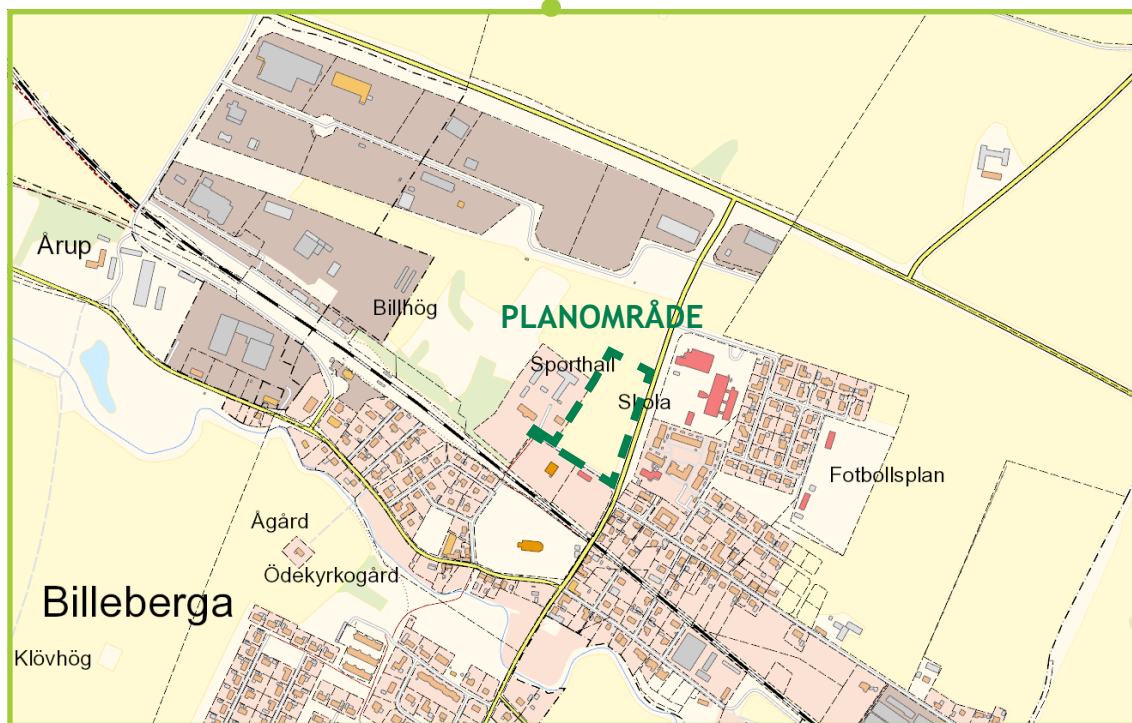 Årup
Billhög
PLANOMRÅDE
Sporthall
Skola
Fotbollsplan
Ågård
Ödekyrkogård
Billeberga
Klövhög